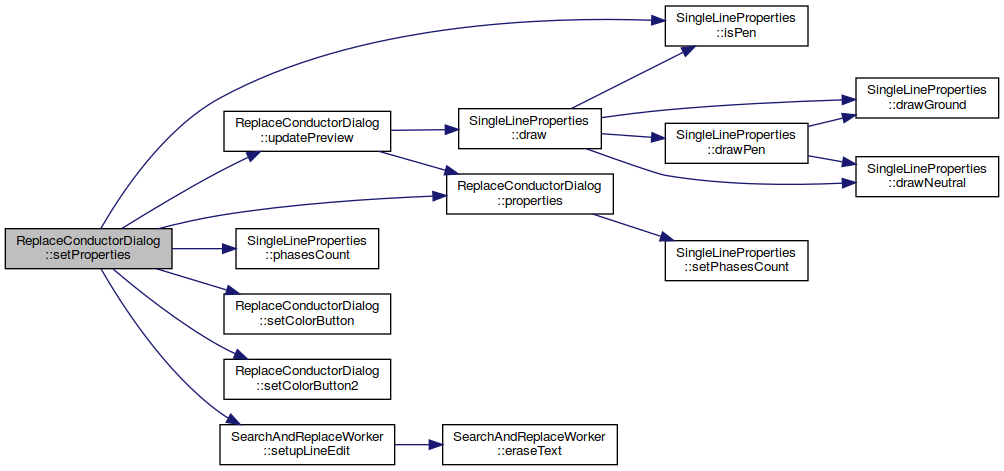 SingleLineProperties
::isPen
SingleLineProperties
::drawGround
ReplaceConductorDialog
::updatePreview
SingleLineProperties
::draw
SingleLineProperties
::drawPen
SingleLineProperties
::drawNeutral
ReplaceConductorDialog
::properties
ReplaceConductorDialog
::setProperties
SingleLineProperties
::phasesCount
SingleLineProperties
::setPhasesCount
ReplaceConductorDialog
::setColorButton
ReplaceConductorDialog
::setColorButton2
SearchAndReplaceWorker
::setupLineEdit
SearchAndReplaceWorker
::eraseText